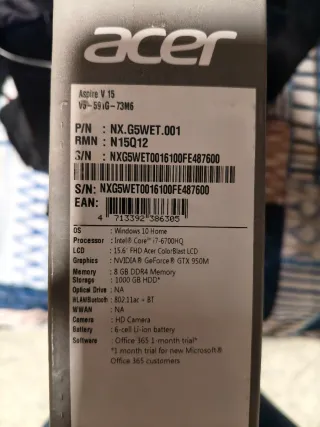 acer
Aspire V 15
V5-591G-73M6
P/N : NX.G5WET.001
RMN : N15Q12
S/N : NXG5WET0016100FE487600
S/N: NXG5WET0016100FE487600
EAN:
4 713392 386305
OS : Windows 10 Home
Processor : Intel® Core™ i7-6700HQ
LCD : 15.6" FHD Acer ColorBlast LCD
Graphics : NVIDIA® GeForce® GTX 950M
Memory : 8 GB DDR4 Memory
Storage : 1000 GB HDD*
Optical Drive : NA
WLAN/Bluetooth : 802.11ac + BT
WWAN : NA
Camera : HD Camera
Battery : 6-cell Li-ion battery
Software : Office 365 1-month trial*
*1 month trial for new Microsoft®
Office 365 customers